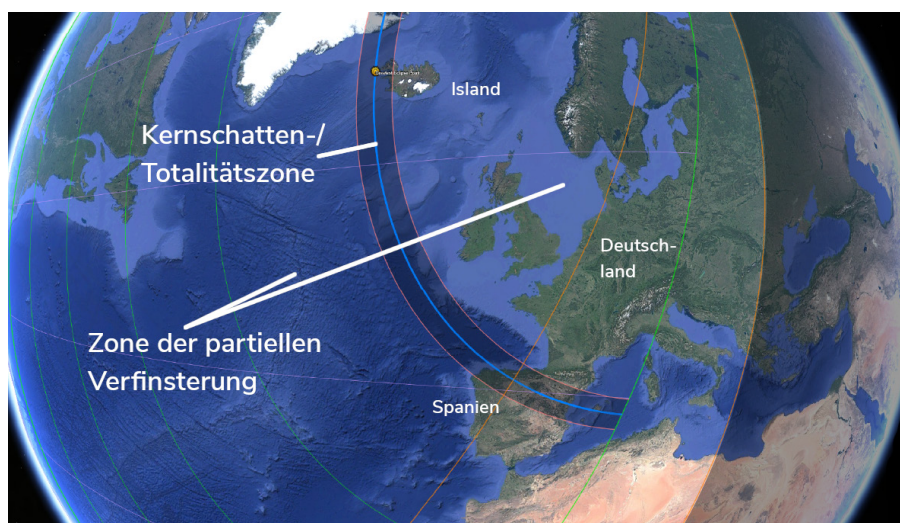 Island
Kernschatten-/
Totalitätszone
Deutsch-
land
Zone der partiellen
Verfinsterung
Spanien